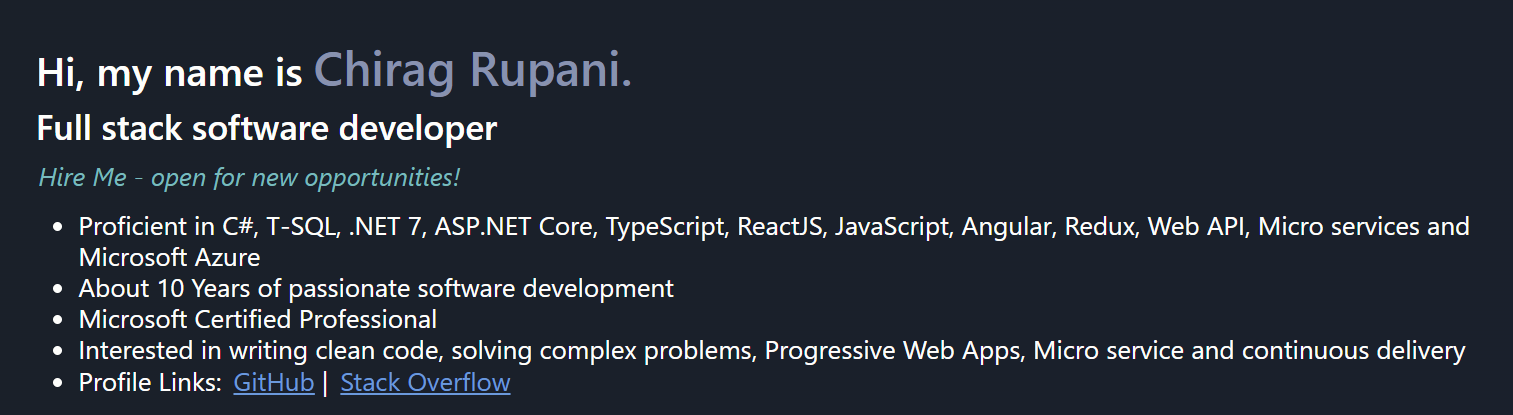 Hi, my name is Chirag Rupani.
Full stack software developer
Hire Me - open for new opportunities!
• Proficient in C#, T-SQL, .NET 7, ASP.NET Core, TypeScript, ReactJS, JavaScript, Angular, Redux, Web API, Micro services and
Microsoft Azure
• About 10 Years of passionate software development
• Microsoft Certified Professional
• Interested in writing clean code, solving complex problems, Progressive Web Apps, Micro service and continuous delivery
• Profile Links: GitHub | Stack Overflow